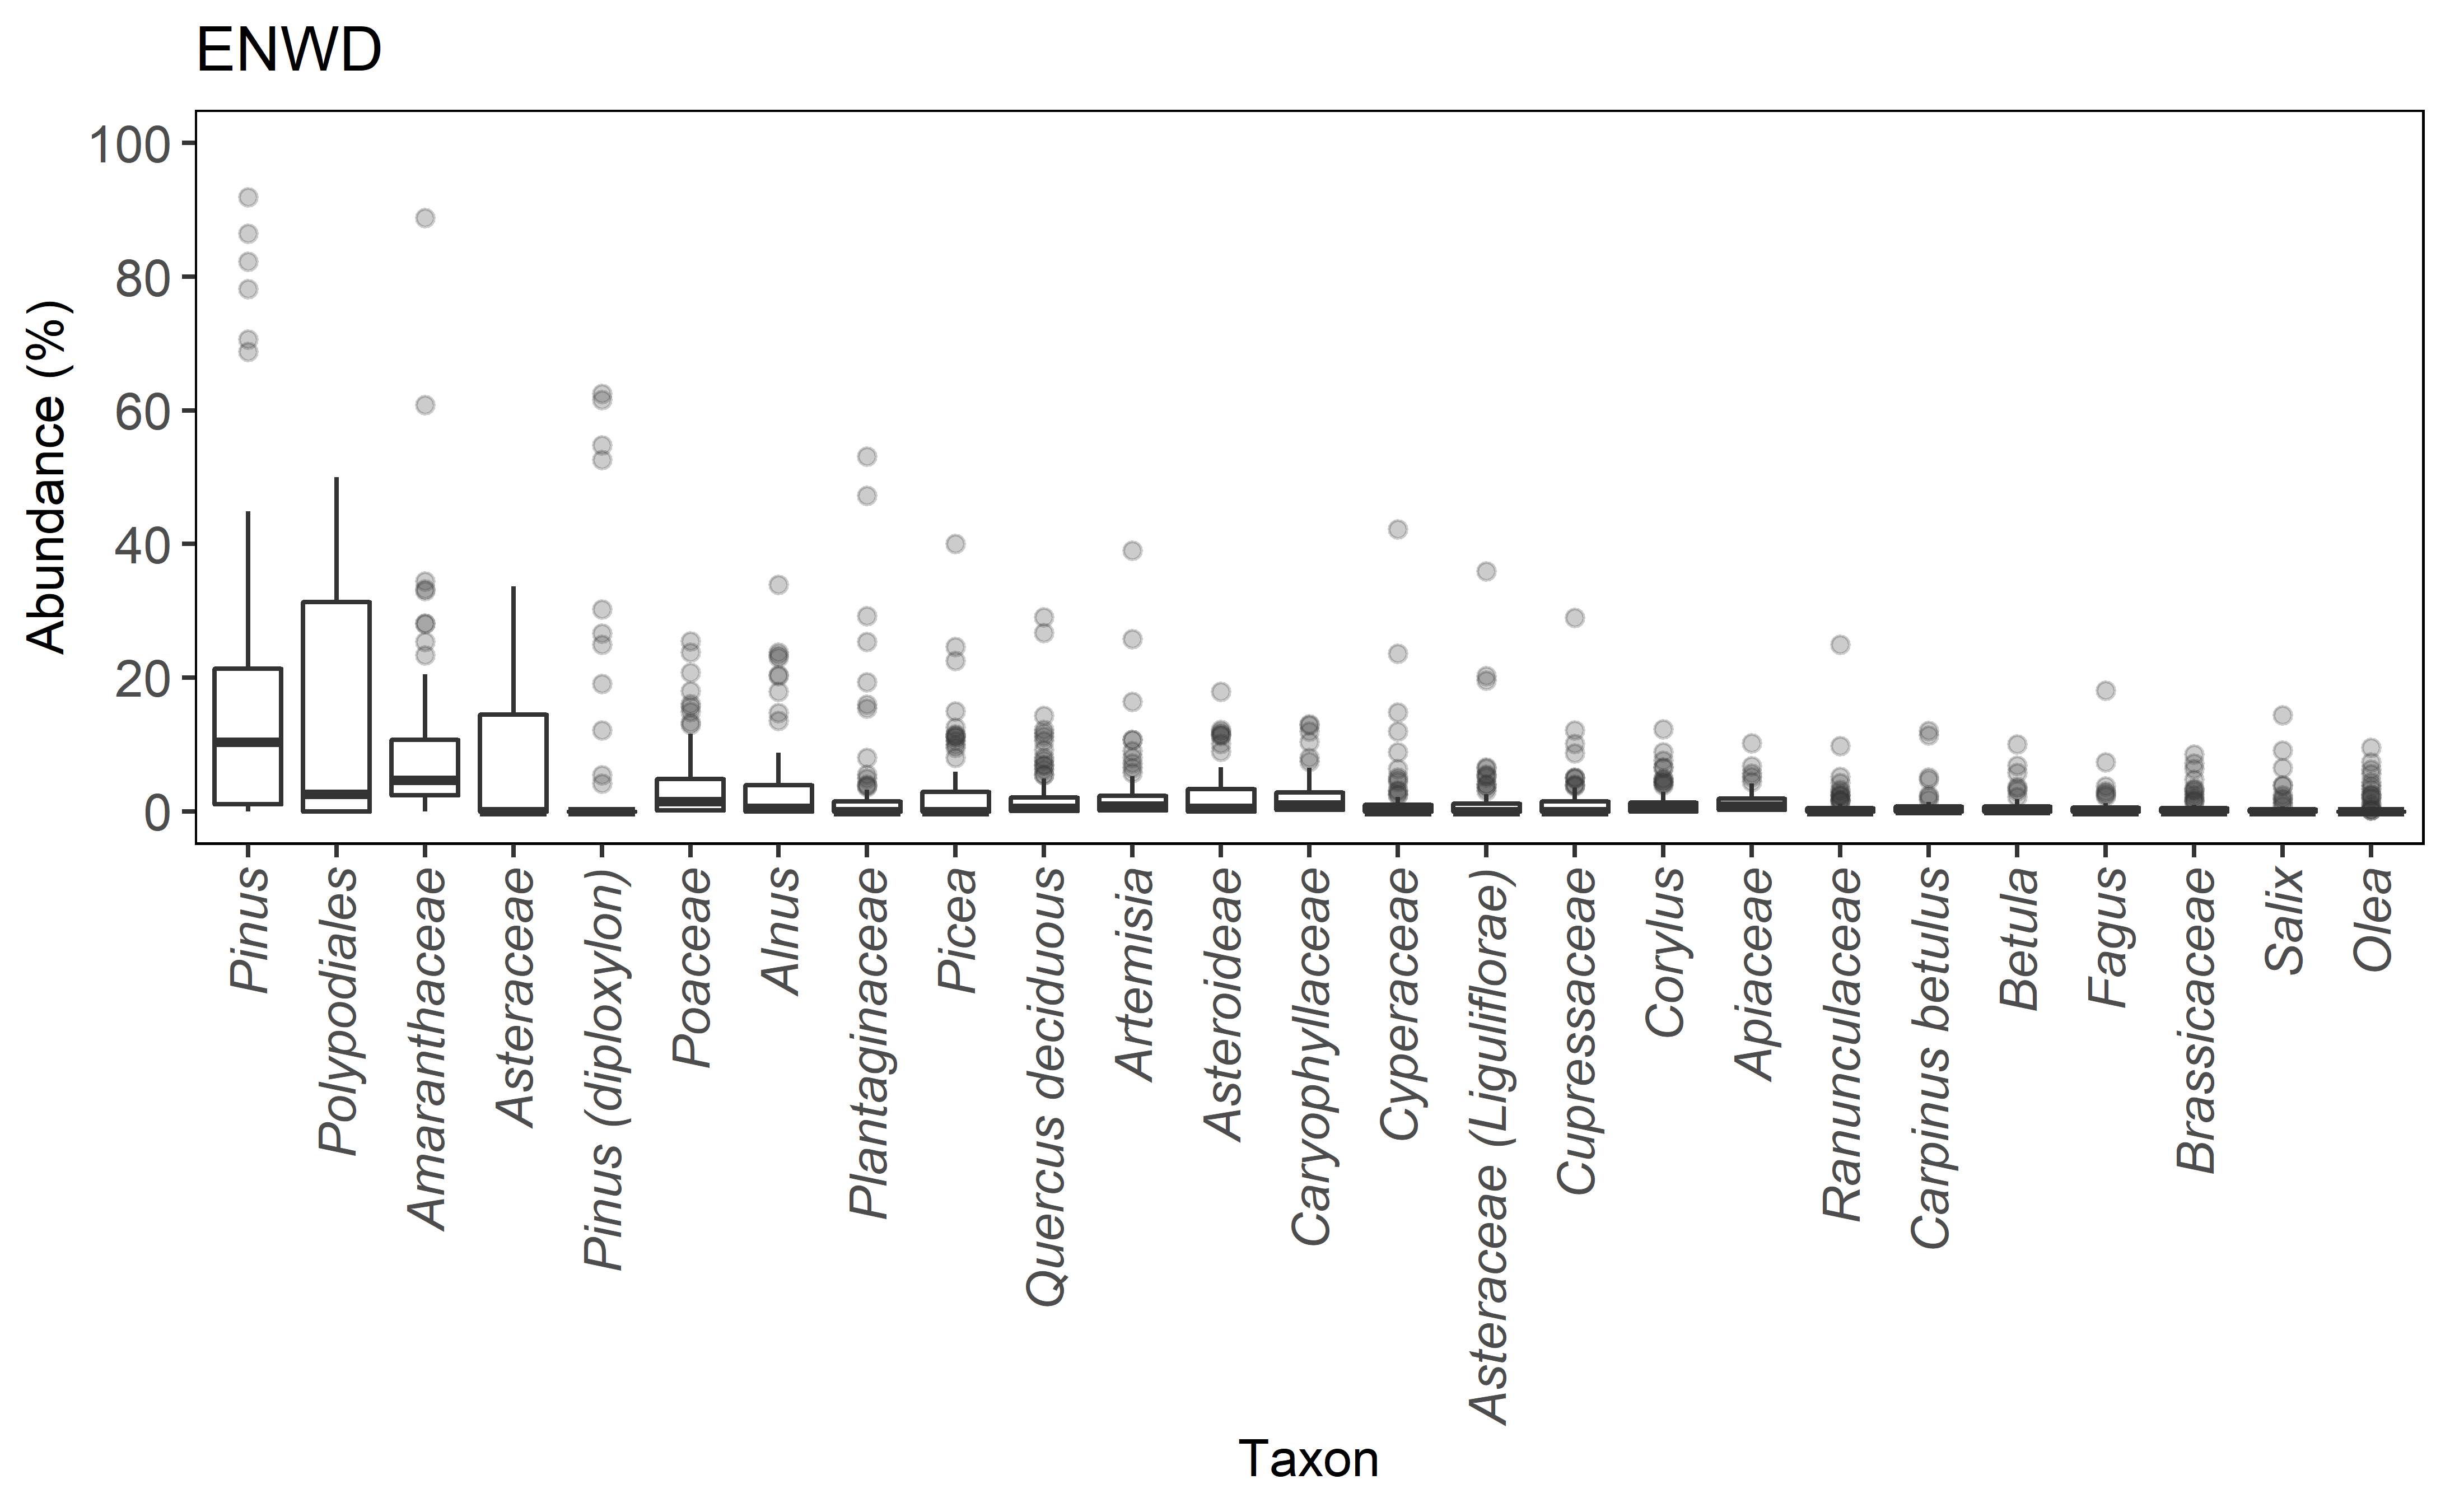 ENWD
Abundance (%)
100
80
60
40
20
0
Pinus
Polypodiales
Amaranthaceae
Asteraceae
Pinus (diploxylon)
Poaceae
Alnus
Plantaginaceae
Picea
Quercus deciduous
Artemisia
Asteroideae
Caryophyllaceae
Cyperaceae
Asteraceae (Liguliflorae)
Cupressaceae
Corylus
Apiaceae
Ranunculaceae
Carpinus betulus
Betula
Fagus
Brassicaceae
Salix
Olea
Taxon